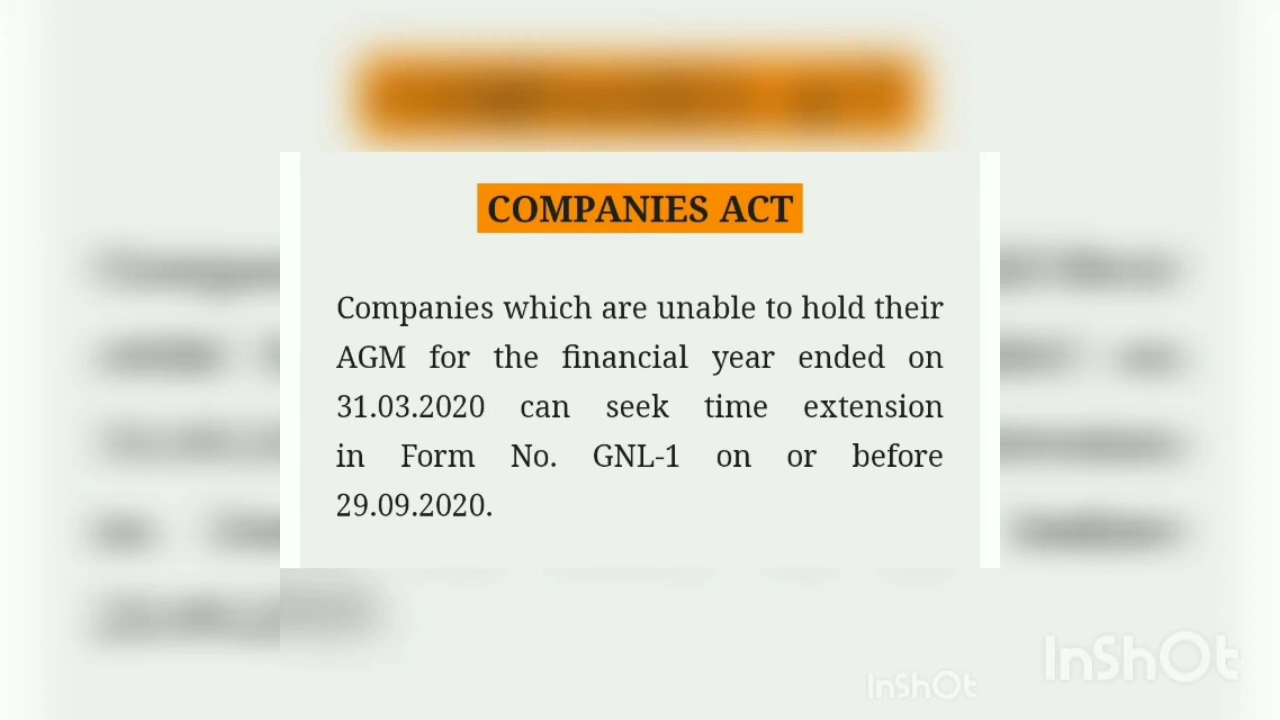 COMPANIES ACT
Companies which are unable to hold their
AGM for the financial year ended on
31.03.2020 can seek time extension
in Form No. GNL-1 on or before
29.09.2020.
InShOt
InShOt